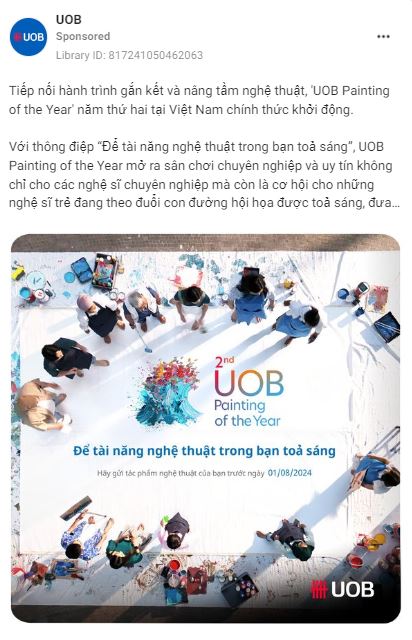 UOB
Sponsored
Library ID: 817241050462063
Tiếp nối hành trình gắn kết và nâng tầm nghệ thuật, 'UOB Painting
of the Year' năm thứ hai tại Việt Nam chính thức khởi động.
Với thông điệp “Để tài năng nghệ thuật trong bạn toả sáng”, UOB
Painting of the Year mở ra sân chơi chuyên nghiệp và uy tín không
chỉ cho các nghệ sĩ chuyên nghiệp mà còn là cơ hội cho những
nghệ sĩ trẻ đang theo đuổi con đường hội họa được toả sáng, đưa...
2nd
UOB
Painting
of the Year
Để tài năng nghệ thuật trong bạn toả sáng
Hãy gửi tác phẩm nghệ thuật của bạn trước ngày 01/08/2024
UOB